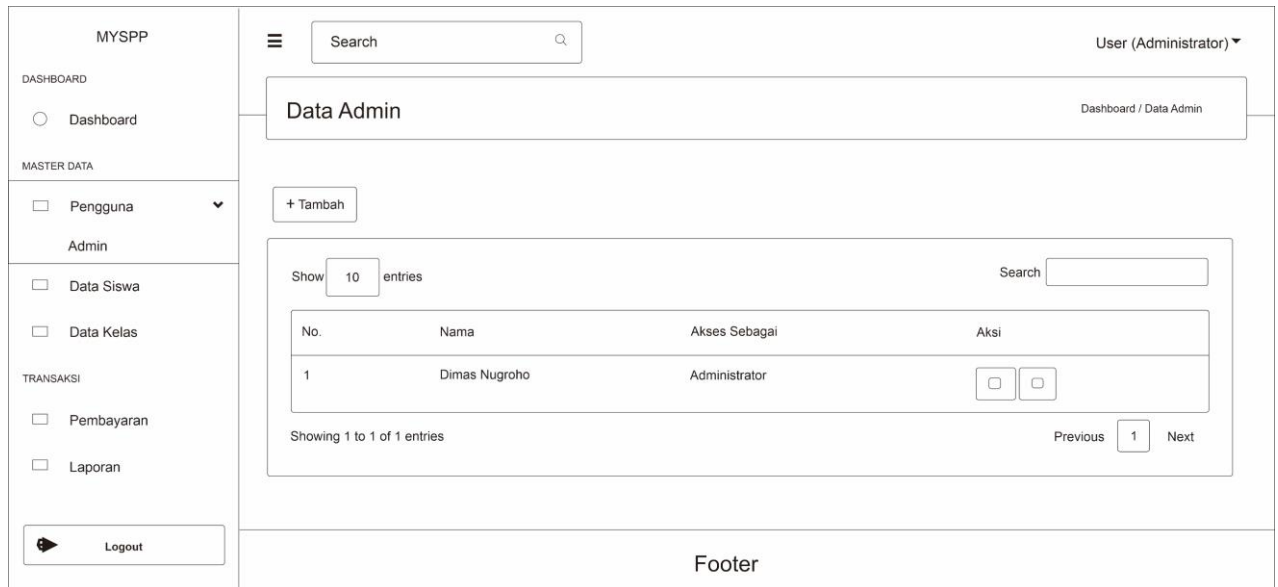 MYSPP
DASHBOARD
Dashboard
MASTER DATA
Pengguna
Admin
Data Siswa
Data Kelas
TRANSAKSI
Pembayaran
Laporan
Logout
Search
User (Administrator)
Data Admin
Dashboard / Data Admin
+ Tambah
Show 10 entries
Search
No. Nama Akses Sebagai Aksi
1 Dimas Nugroho Administrator
Showing 1 to 1 of 1 entries
Previous 1 Next
Footer